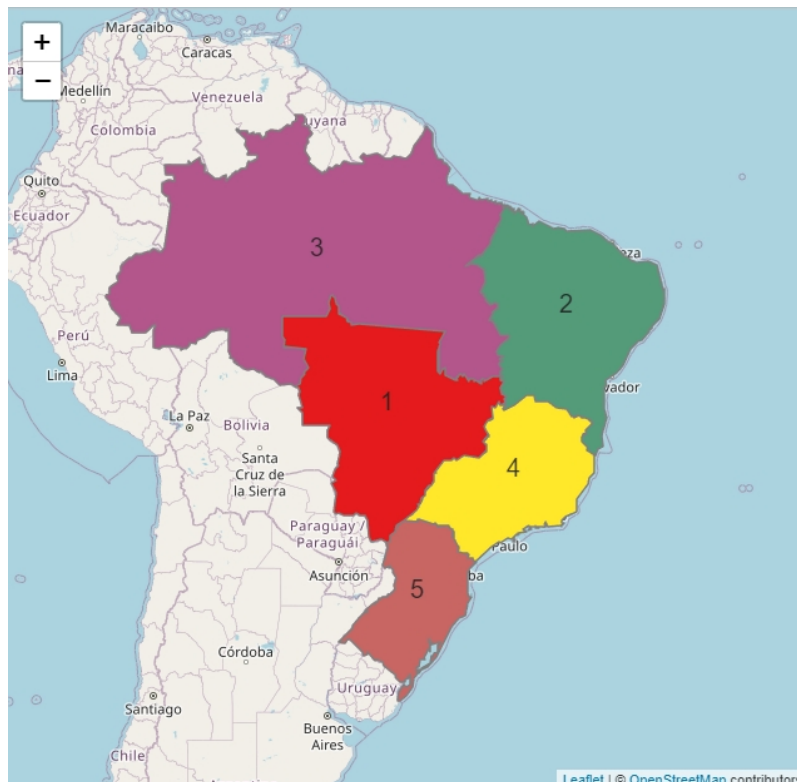 Maracaibo
+
Caracas
−
na
Medellín
Venezuela
uyana
Colombia
Quito
Ecuador
3
eza
2
Perú
Lima
1
vador
La Paz
Bolivia
Santa
Cruz de
la Sierra
4
Paraguay /
Paraguái
Paulo
Asunción
ba
5
Córdoba
Uruguay
Santiago
Buenos
Aires
Chile
Leaflet | © OpenStreetMap contributors